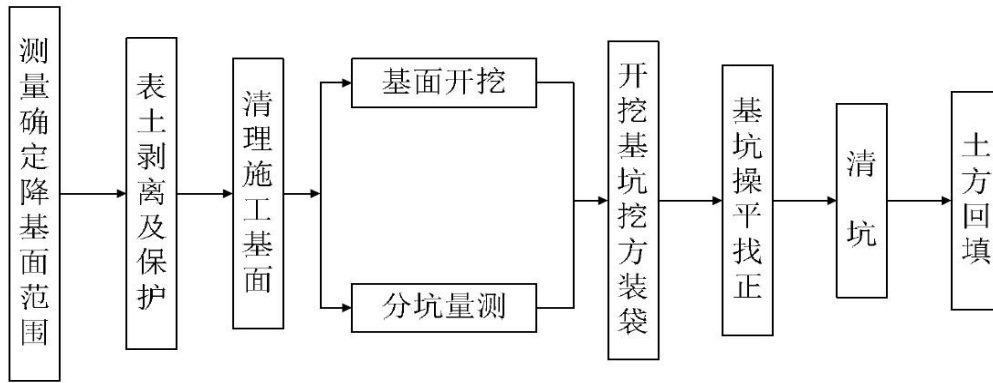 测量确定降基面范围
表土剥离及保护
清理施工基面
基面开挖
分坑量测
开挖基坑挖方装袋
基坑操平找正
清坑
土方回填